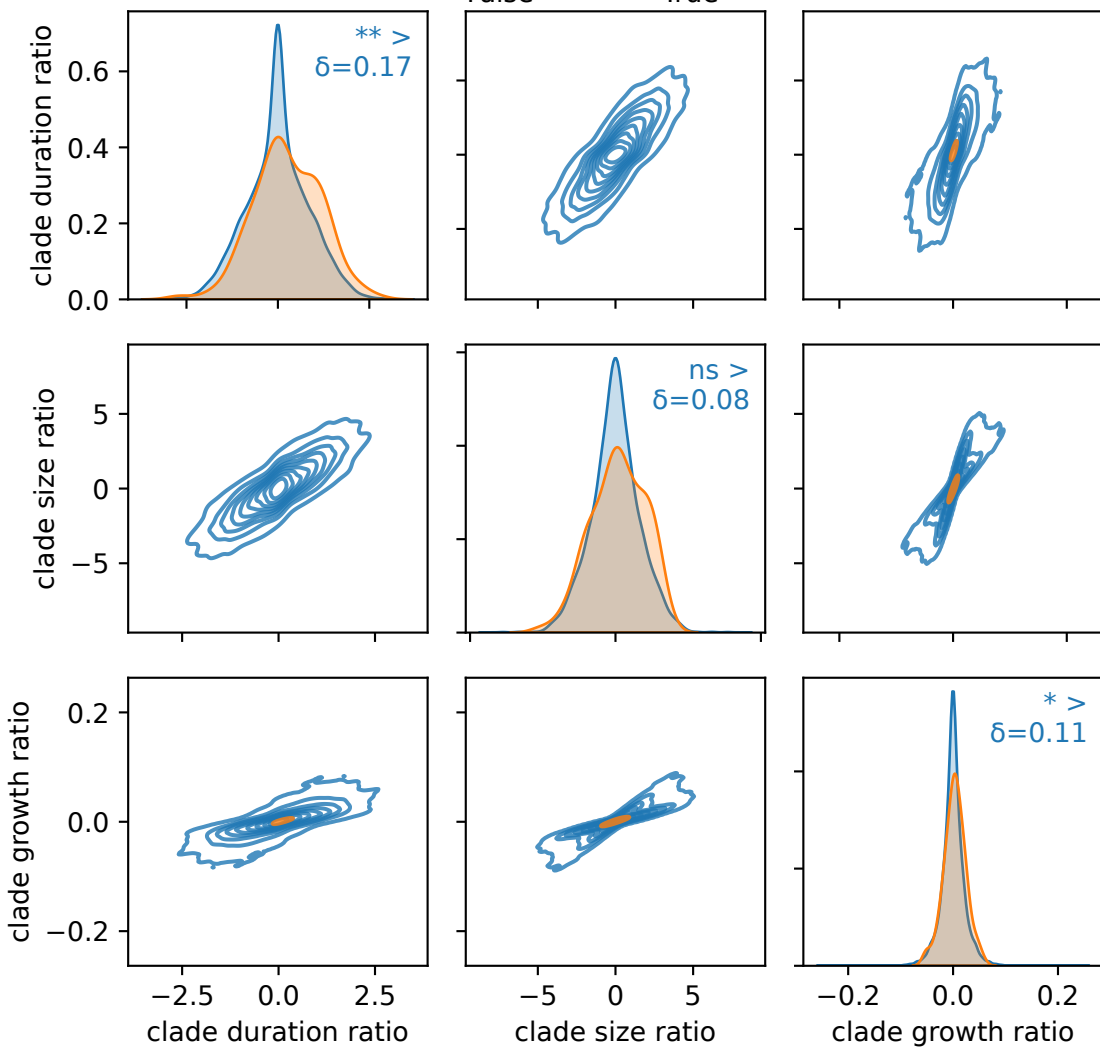 clade duration ratio
0.6
0.4
0.2
0.0
** >
δ=0.17
clade size ratio
5
0
−5
ns >
δ=0.08
clade growth ratio
0.2
0.0
−0.2
* >
δ=0.11
−2.5 0.0 2.5
−5 0 5
−0.2 0.0 0.2
clade duration ratio
clade size ratio
clade growth ratio